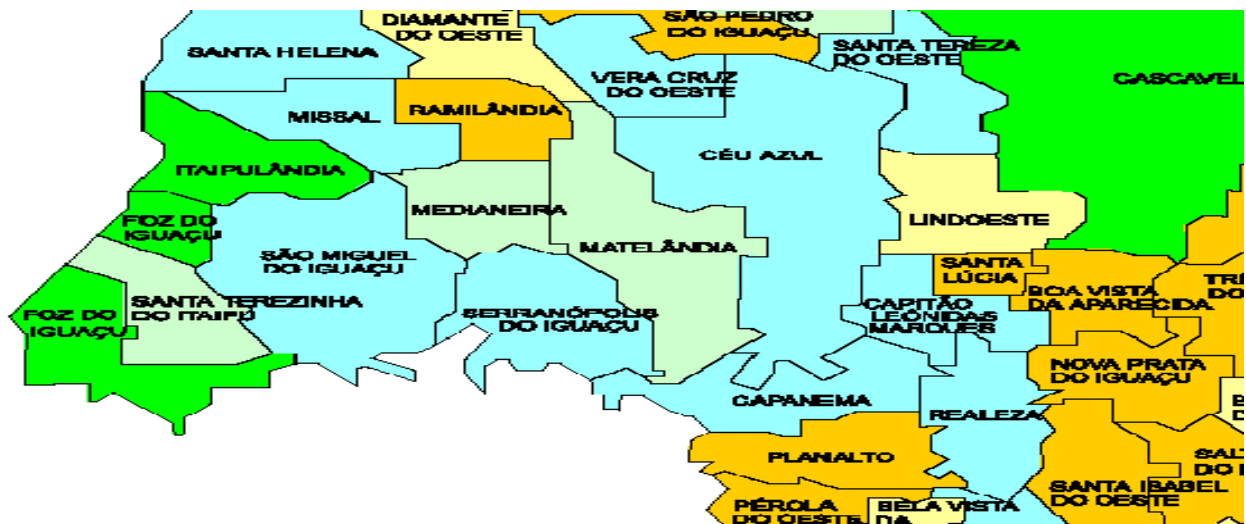 DIAMANTE
DO OESTE
SÃO PEDRO
DO IGUAÇU
SANTA HELENA
SANTA TEREZA
DO OESTE
VERA CRUZ
DO OESTE
CASCAVEL
MISSAL
RAMILÂNDIA
CÉU AZUL
ITAIPULÂNDIA
MEDIANEIRA
LINDOESTE
FOZ DO
IGUAÇU
MATELÂNDIA
SÃO MIGUEL
DO IGUAÇU
SANTA
LÚCIA
BOA VISTA
DA APARECIDA
SANTA TEREZINHA
DO ITAIPÚ
CAPITÃO
LEÔNIDAS
MARQUES
FOZ DO
IGUAÇU
SERRANÓPOLIS
DO IGUAÇU
NOVA PRATA
DO IGUAÇU
CAPANEMA
REALEZA
PLANALTO
SANTA ISABEL
DO OESTE
PÉROLA
DO OESTE
BELA VISTA
DA